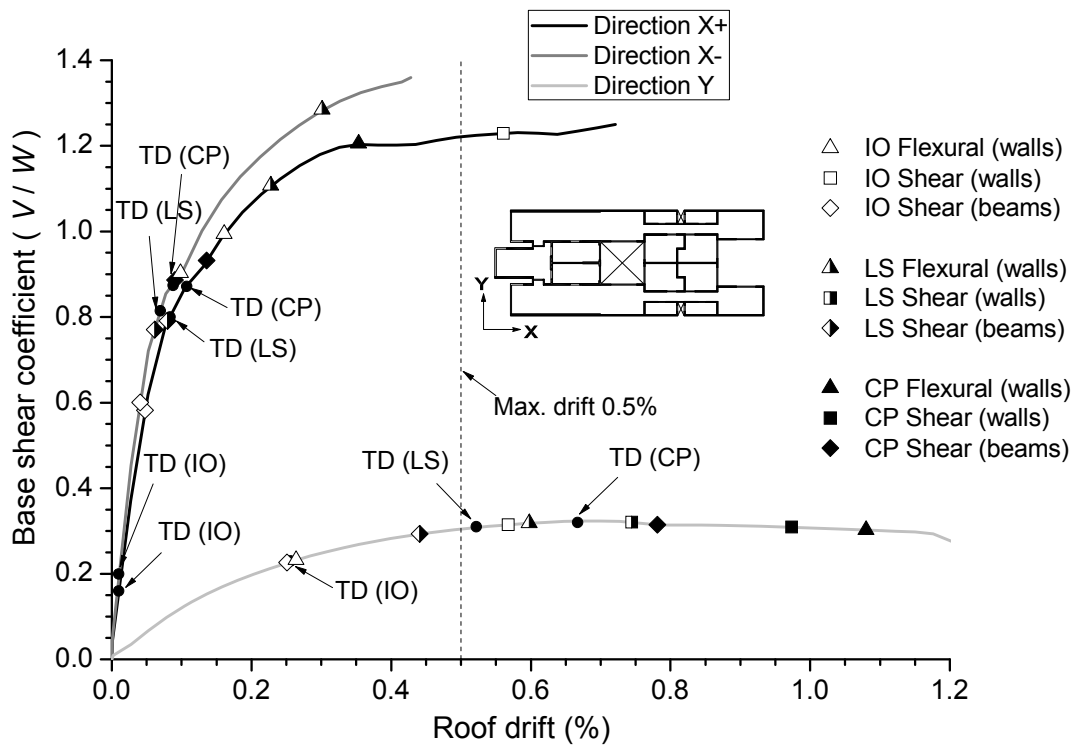 Direction X+
Direction X-
Direction Y
1.4
1.2
1.0
0.8
0.6
0.4
0.2
0.0
Base shear coefficient ( V / W )
TD (CP)
TD (LS)
TD (CP)
TD (LS)
TD (IO)
TD (IO)
Y
X
Max. drift 0.5%
TD (LS)
TD (CP)
TD (IO)
IO Flexural (walls)
IO Shear (walls)
IO Shear (beams)
LS Flexural (walls)
LS Shear (walls)
LS Shear (beams)
CP Flexural (walls)
CP Shear (walls)
CP Shear (beams)
0.0 0.2 0.4 0.6 0.8 1.0 1.2
Roof drift (%)